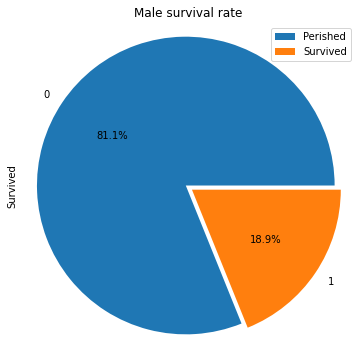 Male survival rate
Perished
Survived
0
81.1%
Survived
18.9%
1